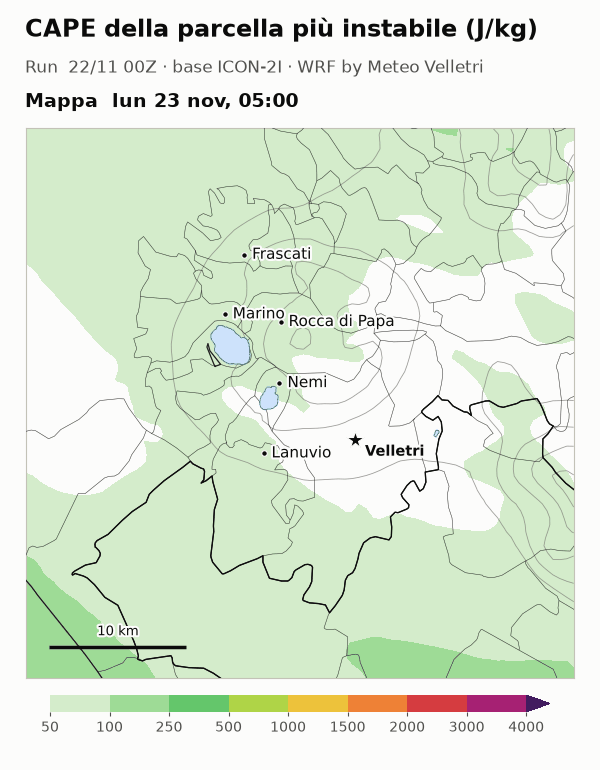 CAPE della parcella più instabile (J/kg)
Run  22/11 00Z · base ICON-2I · WRF by Meteo Velletri
Mappa  lun 23 nov, 05:00
Frascati
Marino
Rocca di Papa
Nemi
Velletri
Lanuvio
10 km
50 100 250 500 1000 1500 2000 3000 4000